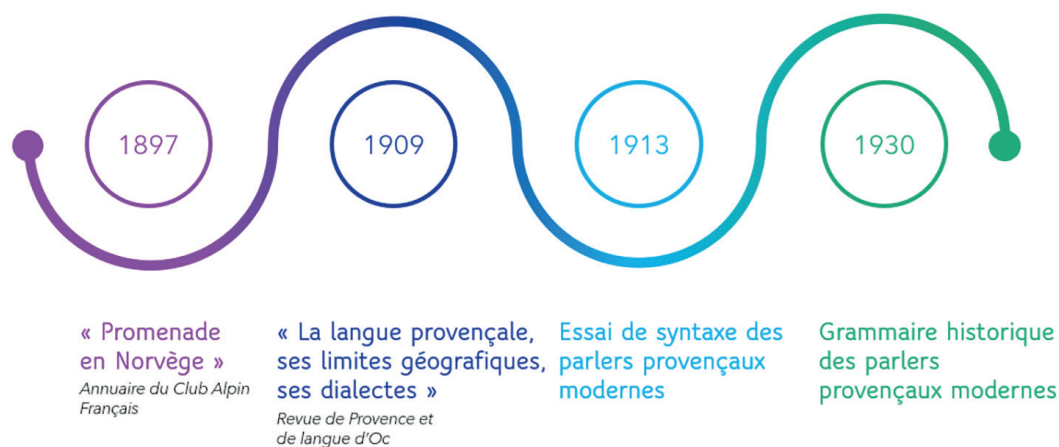 1897
1909
1913
1930
« Promenade
en Norvège »
Annuaire du Club Alpin
Français
« La langue provençale,
ses limites géografiques,
ses dialectes »
Revue de Provence et
de langue d'Oc
Essai de syntaxe des
parlers provençaux
modernes
Grammaire historique
des parlers
provençaux modernes